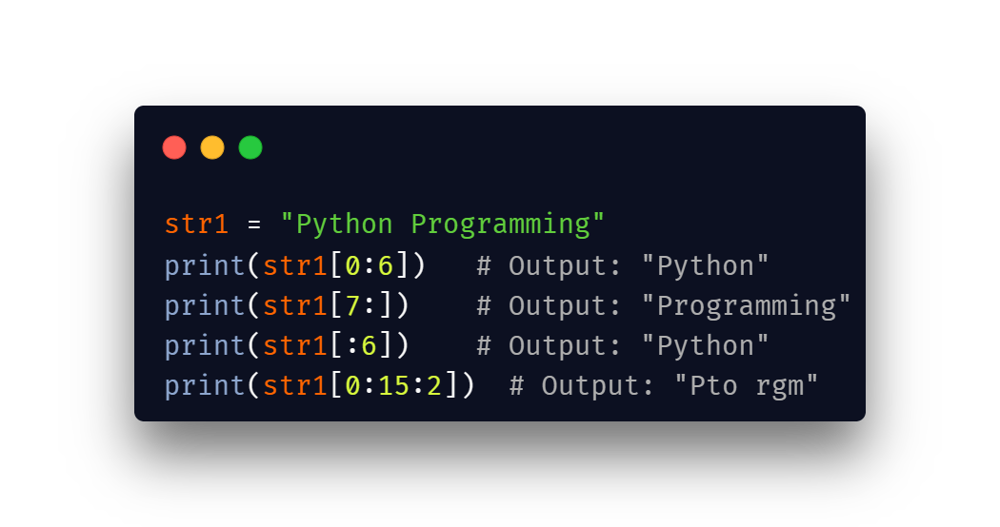 str1 = "Python Programming"
print(str1[0:6])   # Output: "Python"
print(str1[7:])    # Output: "Programming"
print(str1[:6])    # Output: "Python"
print(str1[0:15:2])  # Output: "Pto rgm"